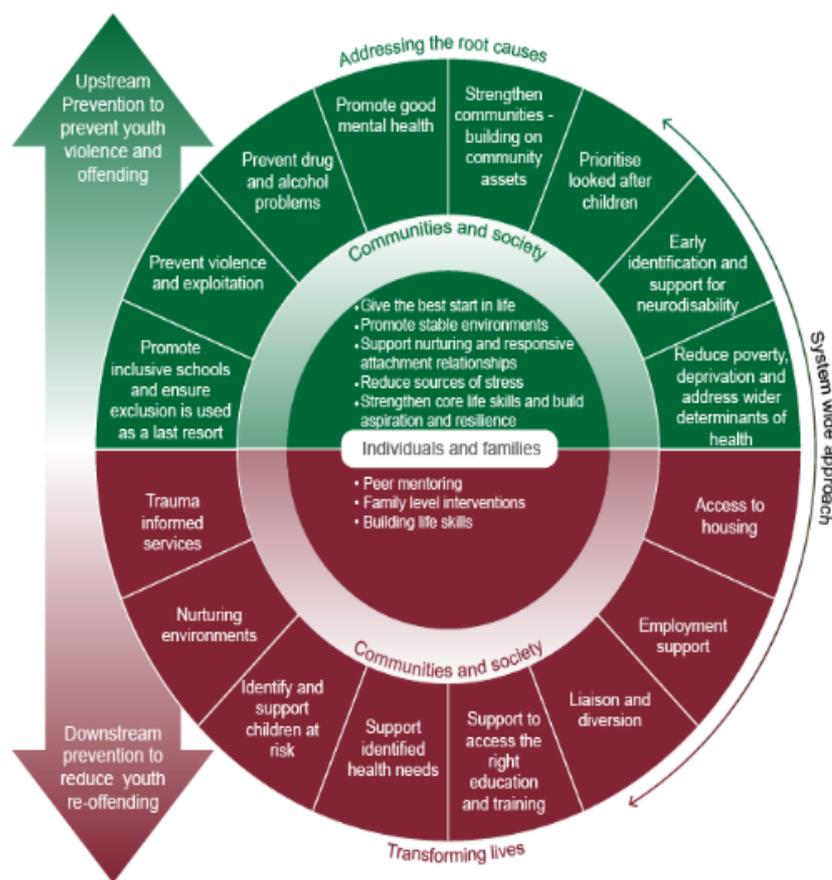 Addressing the root causes
Upstream
Prevention to
prevent youth
violence and
offending
Promote
inclusive schools
and ensure
exclusion is used
as a last resort
Prevent violence
and exploitation
Prevent drug
and alcohol
problems
Promote good
mental health
Strengthen
communities -
building on
community
assets
Prioritise
looked after
children
Early
identification and
support for
neurodisability
Reduce poverty,
deprivation and
address wider
determinants of
health
System wide approach
Communities and society
• Give the best start in life
• Promote stable environments
• Support nurturing and responsive
attachment relationships
• Reduce sources of stress
• Strengthen core life skills and build
aspiration and resilience
Individuals and families
• Peer mentoring
• Family level interventions
• Building life skills
Communities and society
Trauma
informed
services
Nurturing
environments
Identify and
support
children at
risk
Support
identified
health needs
Support to
access the
right
education
and training
Liaison and
diversion
Employment
support
Access to
housing
Downstream
prevention to
reduce youth
re-offending
Transforming lives